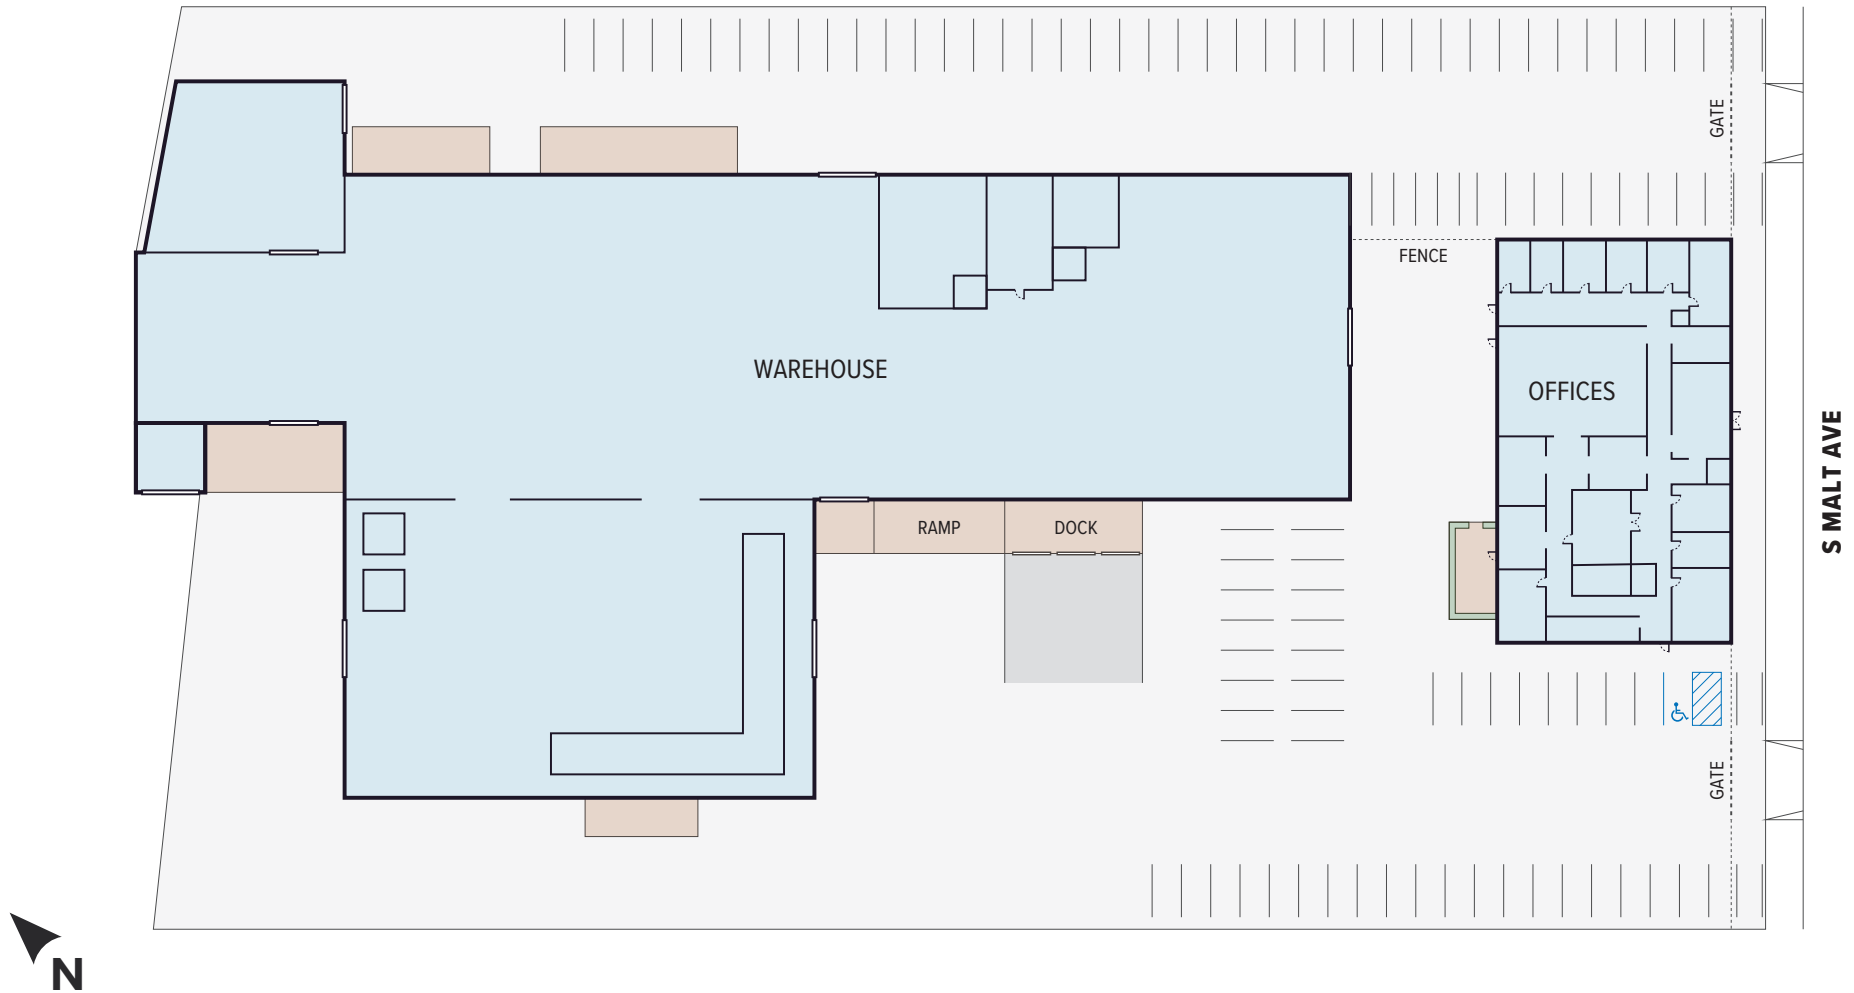 GATE
FENCE
WAREHOUSE
OFFICES
S MALT AVE
RAMP
DOCK
GATE
N